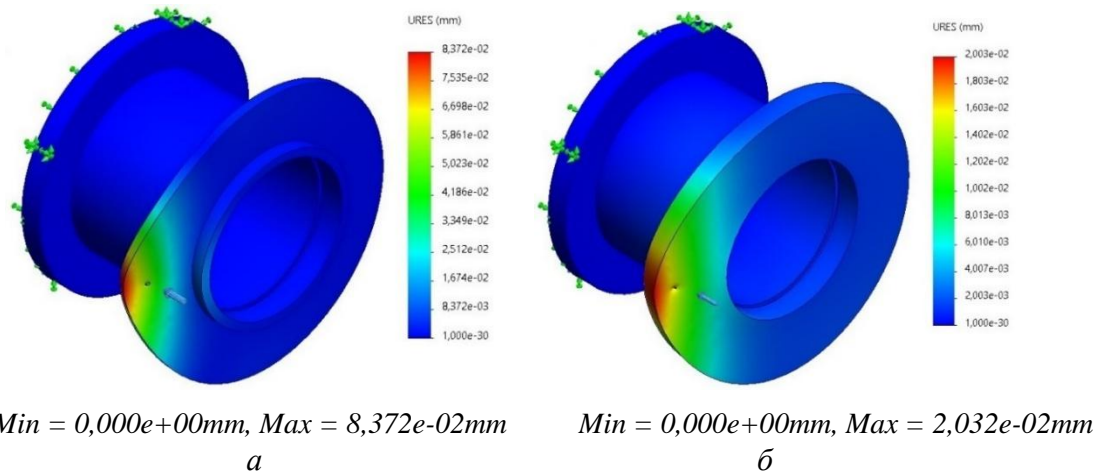 URES (mm)
8,372e-02
7,535e-02
6,698e-02
5,861e-02
5,023e-02
4,186e-02
3,349e-02
2,512e-02
1,674e-02
8,372e-03
1,000e-30
URES (mm)
2,003e-02
1,803e-02
1,603e-02
1,402e-02
1,002e-02
8,013e-03
6,010e-03
4,007e-03
2,003e-03
1,000e-30
Min = 0,000e+00mm, Max = 8,372e-02mm
Min = 0,000e+00mm, Max = 2,032e-02mm
а
б